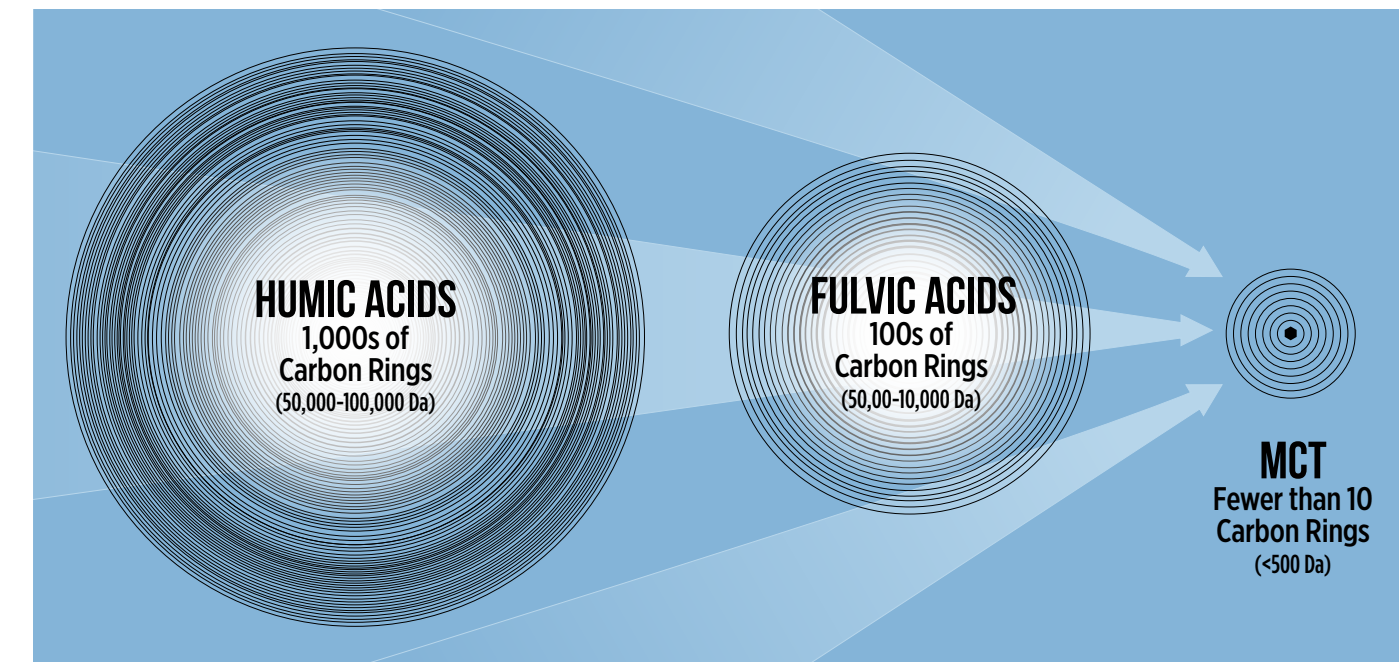 HUMIC ACIDS
1,000s of
Carbon Rings
(50,000-100,000 Da)
FULVIC ACIDS
100s of
Carbon Rings
(50,00-10,000 Da)
MCT
Fewer than 10
Carbon Rings
(<500 Da)